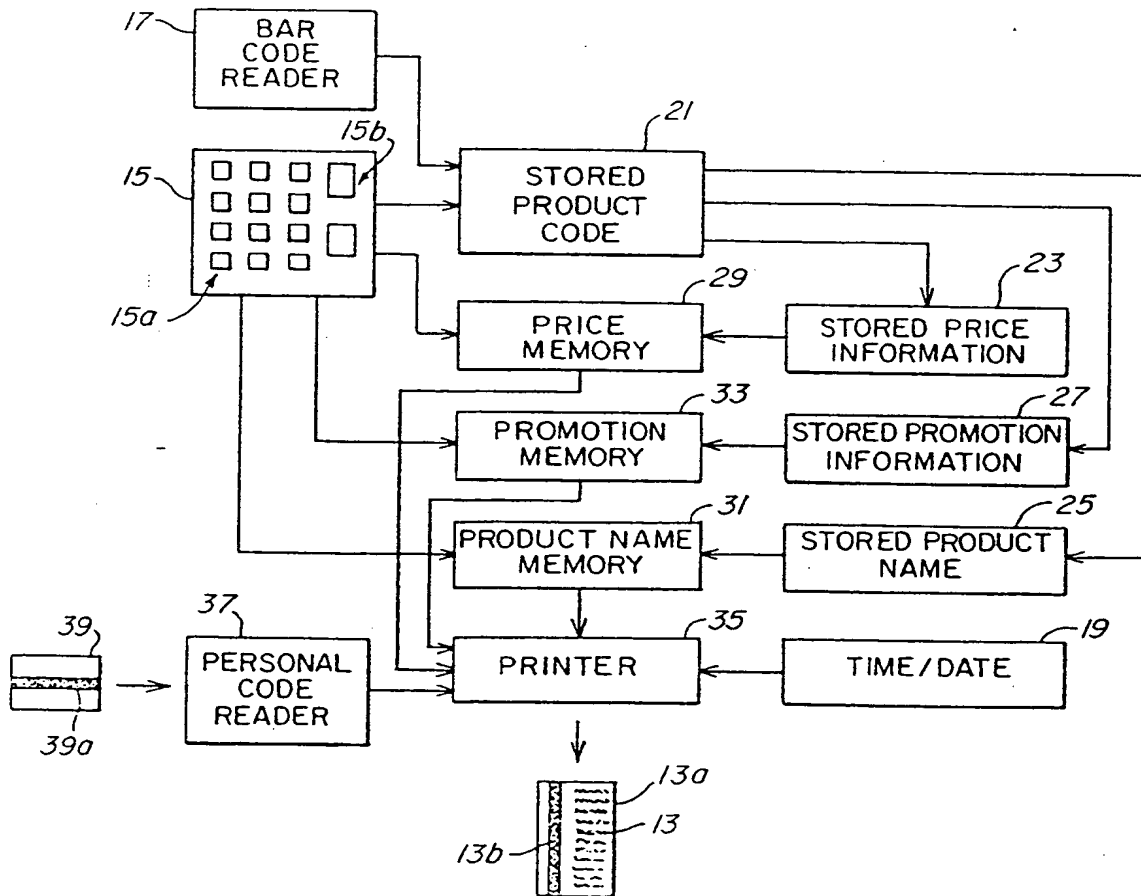 17
BAR
CODE
READER
15b
15
15a
21
STORED
PRODUCT
CODE
29
PRICE
MEMORY
23
STORED PRICE
INFORMATION
33
PROMOTION
MEMORY
27
STORED PROMOTION
INFORMATION
31
PRODUCT NAME
MEMORY
25
STORED PRODUCT
NAME
39
39a
37
PERSONAL
CODE
READER
35
PRINTER
19
TIME/DATE
13a
13
13b